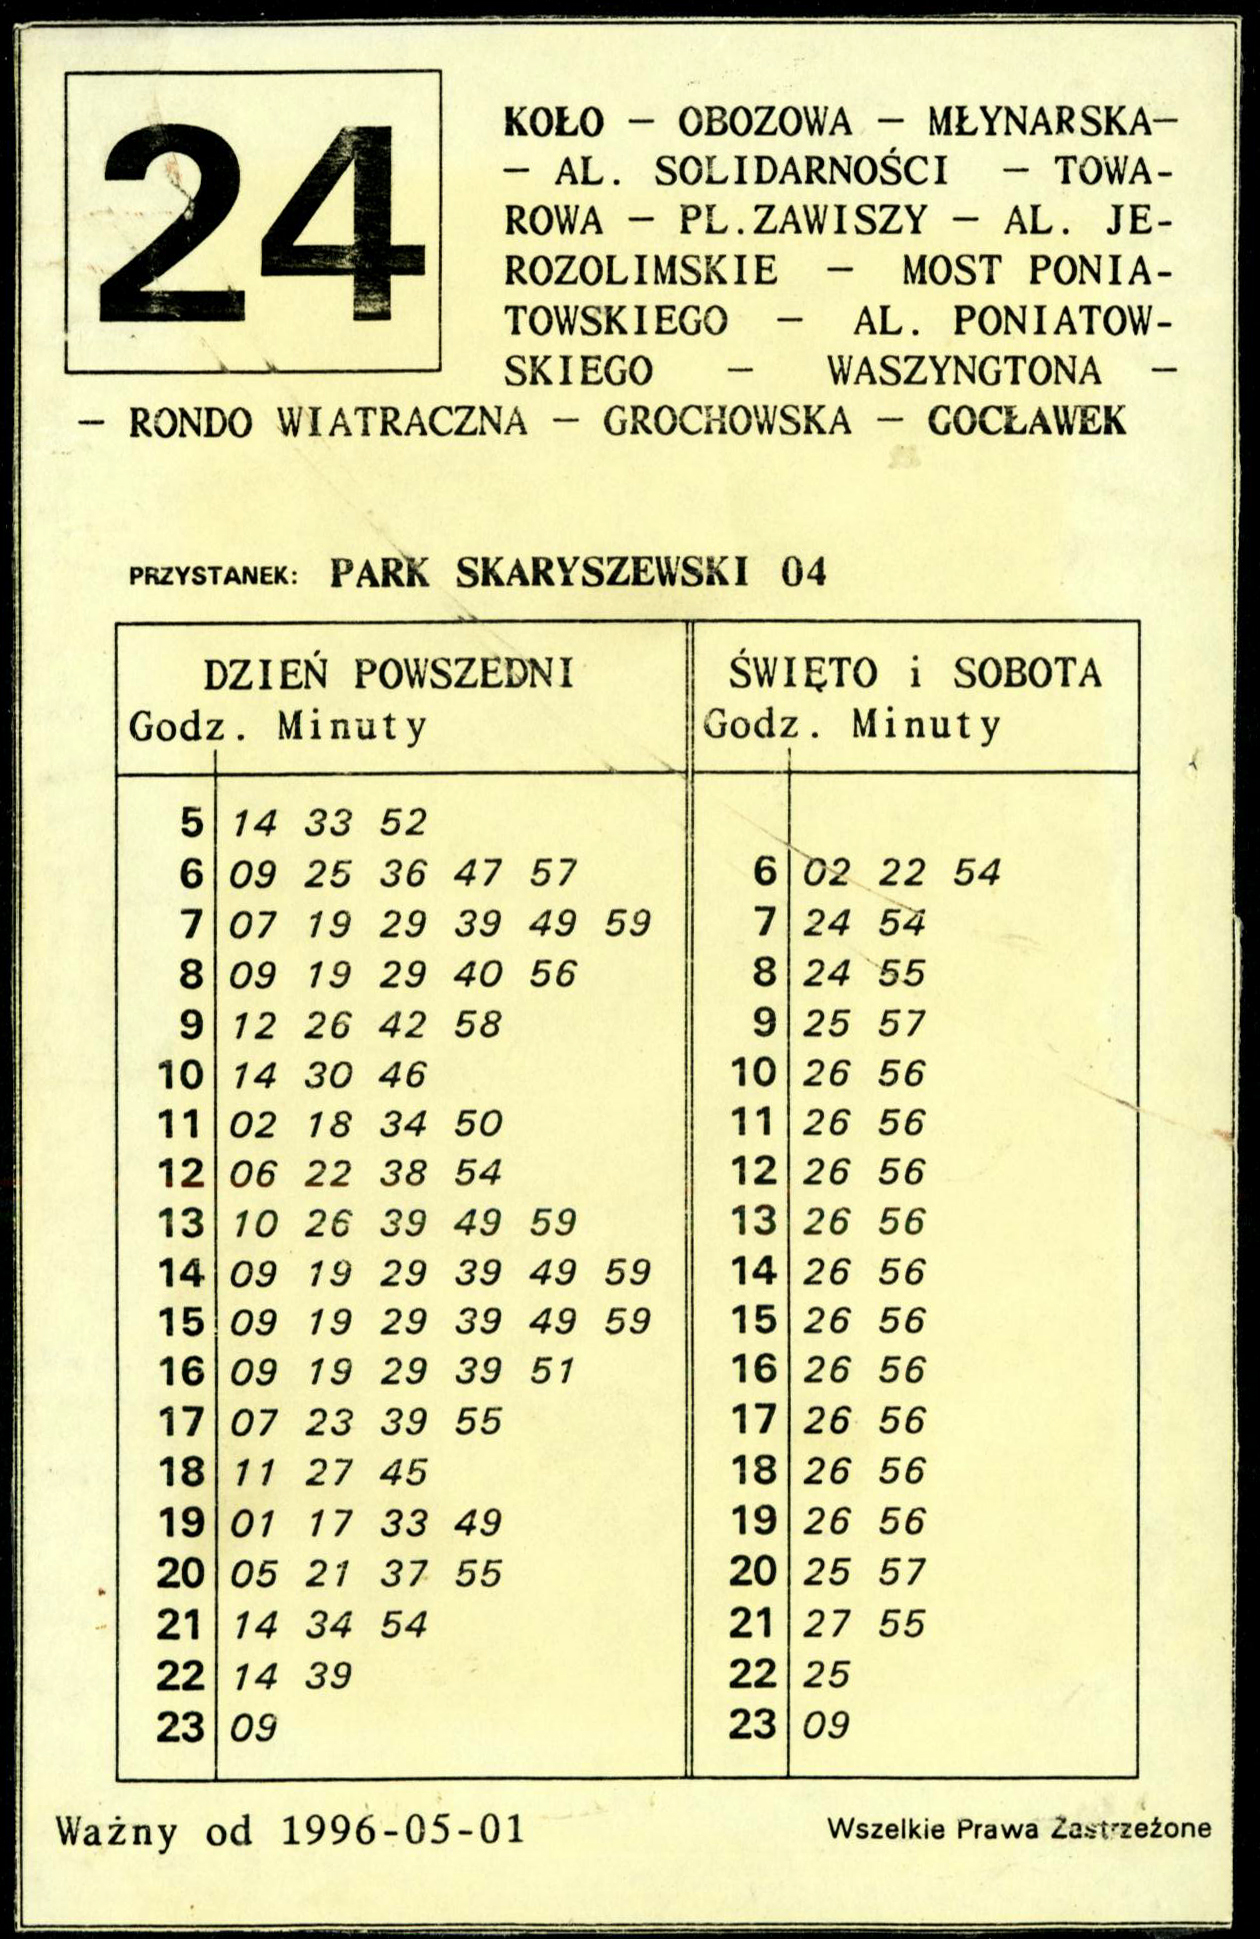 24
KOŁO – OBOZOWA – MŁYNARSKA–
– AL. SOLIDARNOŚCI – TOWA-
ROWA – PL.ZAWISZY – AL. JE-
ROZOLIMSKIE – MOST PONIA-
TOWSKIEGO – AL. PONIATOW-
SKIEGO – WASZYNGTONA –
– RONDO WIATRACZNA – GROCHOWSKA – GOCŁAWEK
PRZYSTANEK: PARK SKARYSZEWSKI 04
DZIEŃ POWSZEDNI ŚWIĘTO i SOBOTA
Godz. Minuty Godz. Minuty
5 14 33 52
6 09 25 36 47 57 6 02 22 54
7 07 19 29 39 49 59 7 24 54
8 09 19 29 40 56 8 24 55
9 12 26 42 58 9 25 57
10 14 30 46 10 26 56
11 02 18 34 50 11 26 56
12 06 22 38 54 12 26 56
13 10 26 39 49 59 13 26 56
14 09 19 29 39 49 59 14 26 56
15 09 19 29 39 49 59 15 26 56
16 09 19 29 39 51 16 26 56
17 07 23 39 55 17 26 56
18 11 27 45 18 26 56
19 01 17 33 49 19 26 56
20 05 21 37 55 20 25 57
21 14 34 54 21 27 55
22 14 39 22 25
23 09 23 09
Ważny od 1996-05-01 Wszelkie Prawa Zastrzeżone